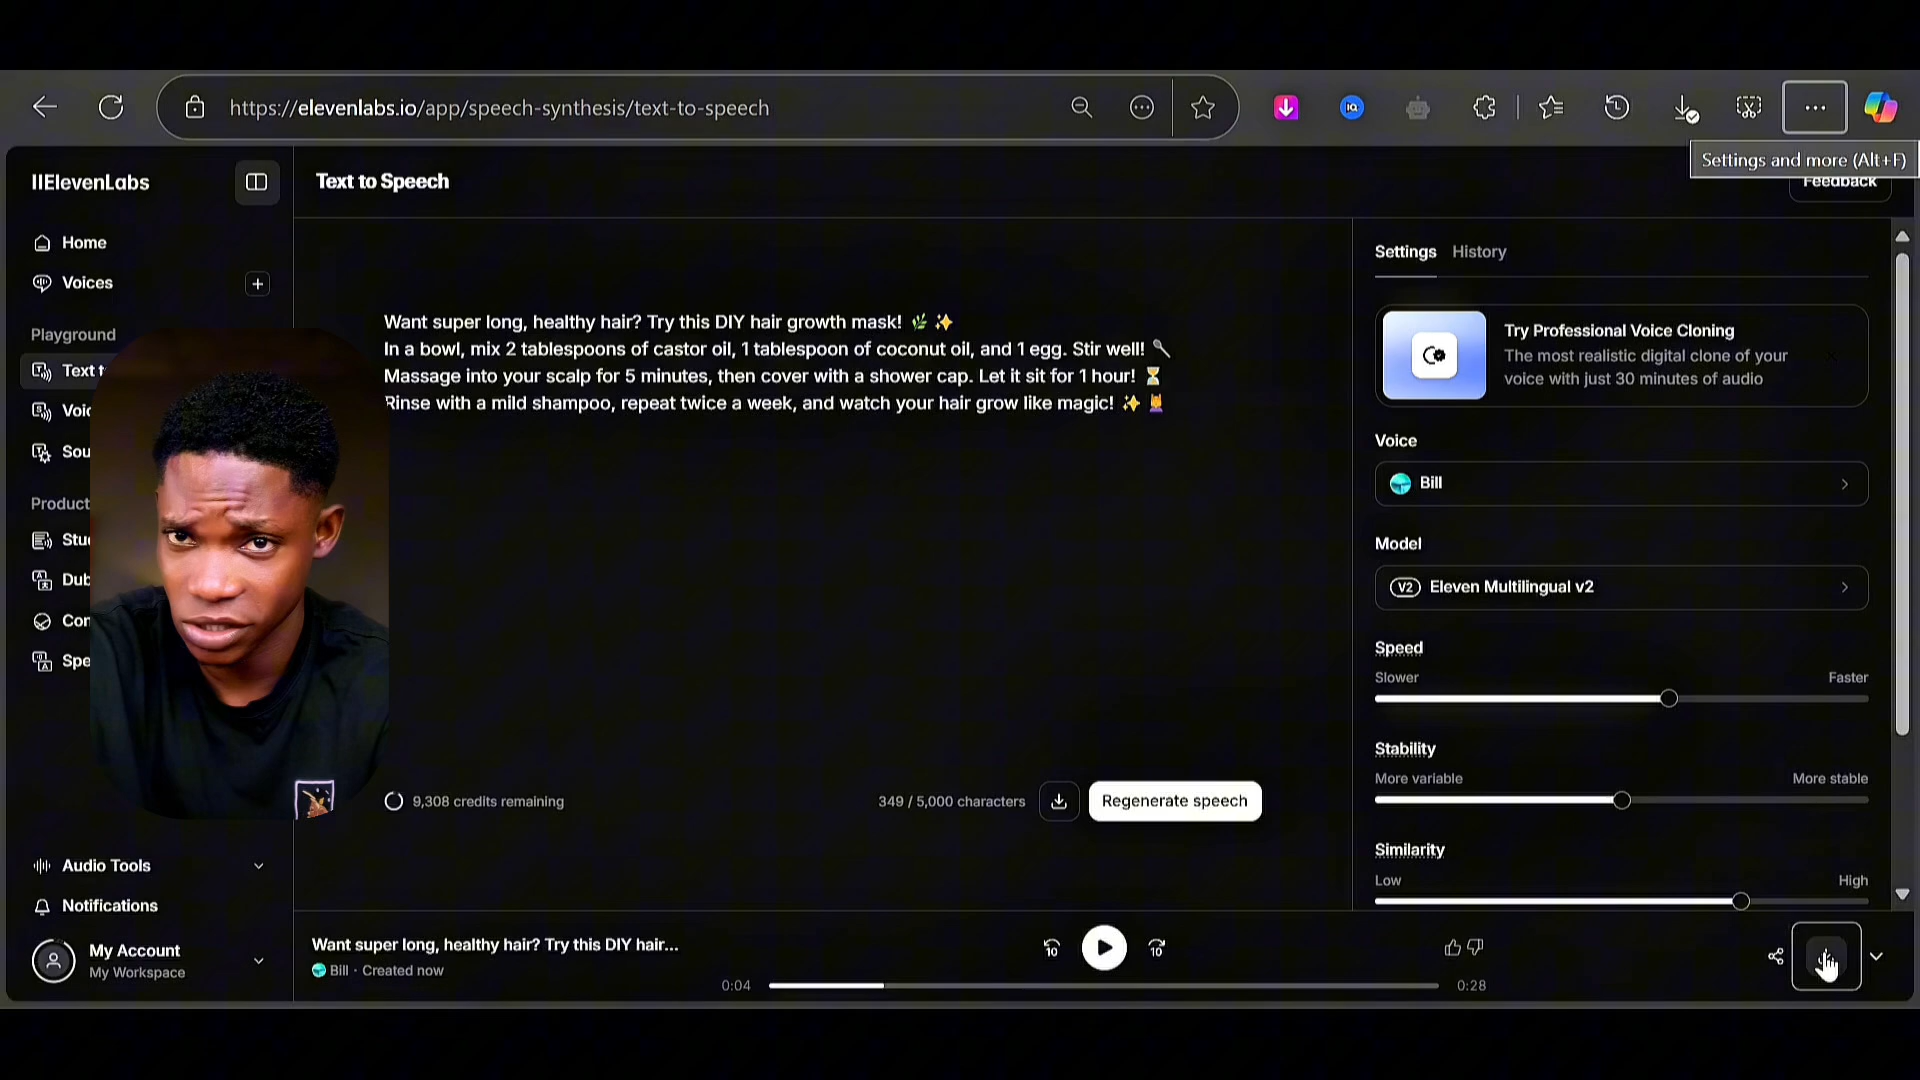 https://elevenlabs.io/app/speech-synthesis/text-to-speech
Settings and more (Alt+F)
IIElevenLabs
Text to Speech
Feedback
Home
Voices
Playground
Text t
Voic
Sou
Product
Stu
Dub
Con
Spe
Audio Tools
Notifications
My Account
My Workspace
Want super long, healthy hair? Try this DIY hair growth mask! 🌿 ✨
In a bowl, mix 2 tablespoons of castor oil, 1 tablespoon of coconut oil, and 1 egg. Stir well! 🥄
Massage into your scalp for 5 minutes, then cover with a shower cap. Let it sit for 1 hour! ⏳
Rinse with a mild shampoo, repeat twice a week, and watch your hair grow like magic! ✨ 💆
9,308 credits remaining
349 / 5,000 characters
Regenerate speech
Settings
History
Try Professional Voice Cloning
The most realistic digital clone of your
voice with just 30 minutes of audio
Voice
Bill
Model
V2 Eleven Multilingual v2
Speed
Slower
Faster
Stability
More variable
More stable
Similarity
Low
High
Want super long, healthy hair? Try this DIY hair...
Bill · Created now
10
10
0:04
0:28